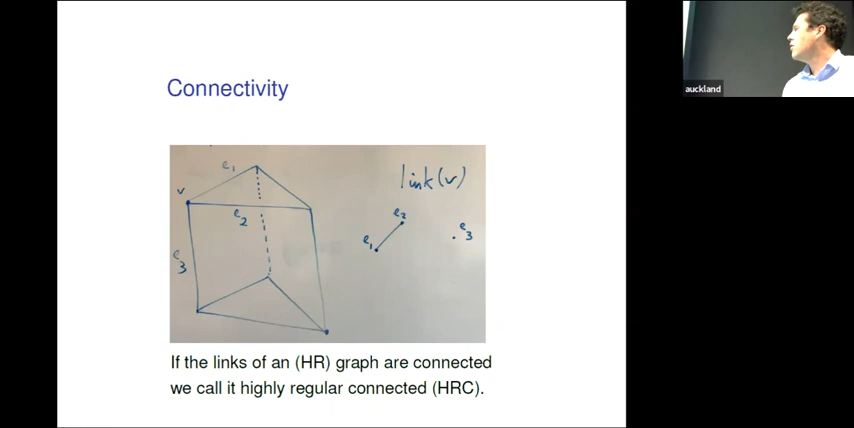 Connectivity
e1
link(v)
v
e2
e2
e1
e3
e3
If the links of an (HR) graph are connected
we call it highly regular connected (HRC).
auckland